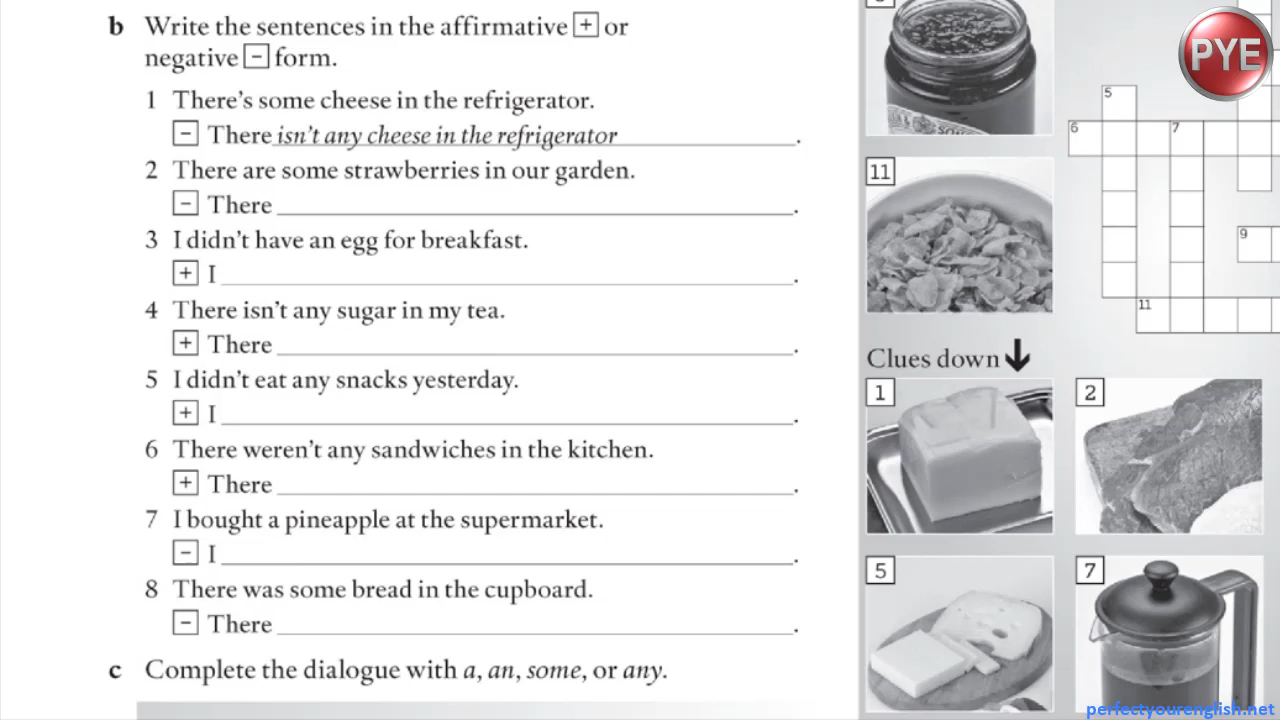 b Write the sentences in the affirmative + or
negative – form.
1 There's some cheese in the refrigerator.
– There isn't any cheese in the refrigerator.
2 There are some strawberries in our garden.
– There .
3 I didn't have an egg for breakfast.
+ I .
4 There isn't any sugar in my tea.
+ There .
5 I didn't eat any snacks yesterday.
+ I .
6 There weren't any sandwiches in the kitchen.
+ There .
7 I bought a pineapple at the supermarket.
– I .
8 There was some bread in the cupboard.
– There .
c Complete the dialogue with a, an, some, or any.
PYE
5
6 7
11
9
11
Clues down
1 2
5 7
perfectyourenglish.net